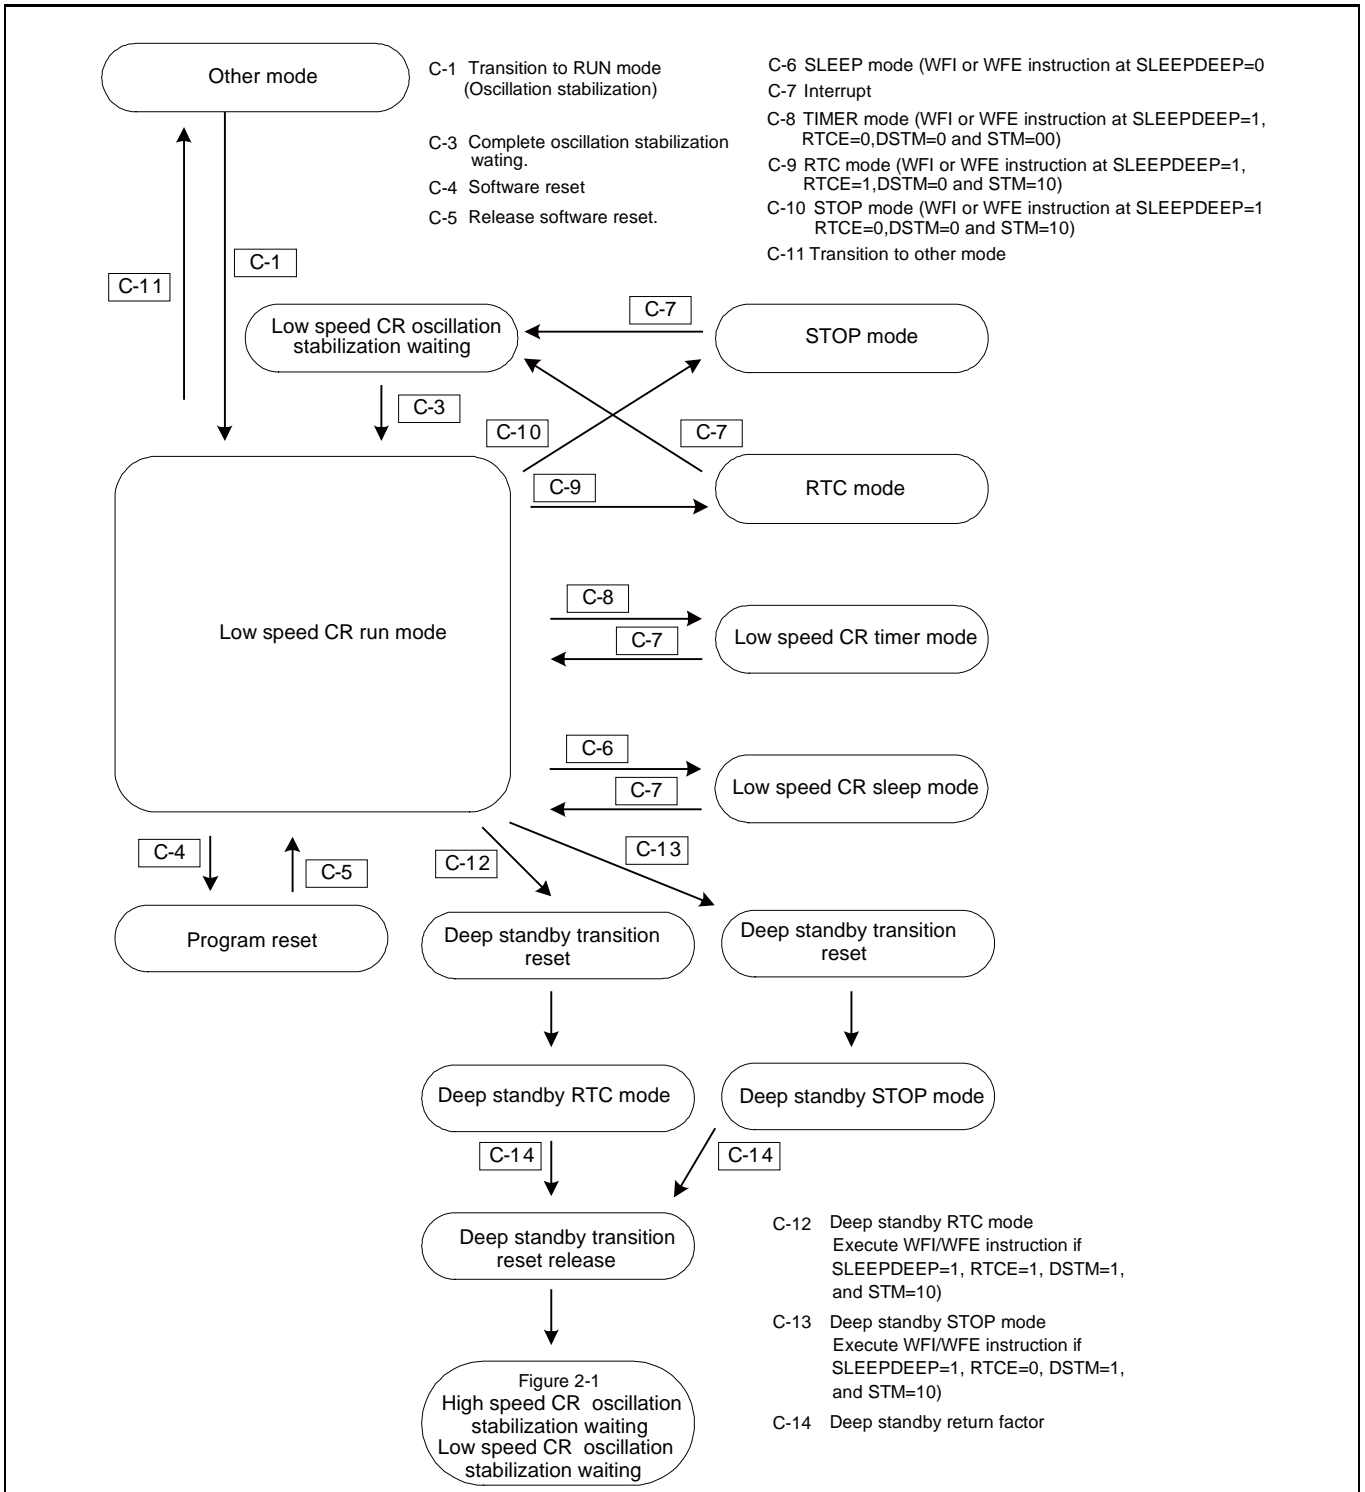 Other mode
C-1 Transition to RUN mode
(Oscillation stabilization)
C-3 Complete oscillation stabilization
wating.
C-4 Software reset
C-5 Release software reset.
C-6 SLEEP mode (WFI or WFE instruction at SLEEPDEEP=0
C-7 Interrupt
C-8 TIMER mode (WFI or WFE instruction at SLEEPDEEP=1,
RTCE=0,DSTM=0 and STM=00)
C-9 RTC mode (WFI or WFE instruction at SLEEPDEEP=1,
RTCE=1,DSTM=0 and STM=10)
C-10 STOP mode (WFI or WFE instruction at SLEEPDEEP=1
RTCE=0,DSTM=0 and STM=10)
C-11 Transition to other mode
C-1
C-11
Low speed CR oscillation
stabilization waiting
C-7
STOP mode
C-3
C-10
C-7
C-9
RTC mode
Low speed CR run mode
C-8
C-7
Low speed CR timer mode
C-6
C-7
Low speed CR sleep mode
C-4
C-5
C-12
C-13
Program reset
Deep standby transition
reset
Deep standby transition
reset
Deep standby RTC mode
Deep standby STOP mode
C-14
C-14
Deep standby transition
reset release
C-12 Deep standby RTC mode
Execute WFI/WFE instruction if
SLEEPDEEP=1, RTCE=1, DSTM=1,
and STM=10)
C-13 Deep standby STOP mode
Execute WFI/WFE instruction if
SLEEPDEEP=1, RTCE=0, DSTM=1,
and STM=10)
C-14 Deep standby return factor
Figure 2-1
High speed CR oscillation
stabilization waiting
Low speed CR oscillation
stabilization waiting